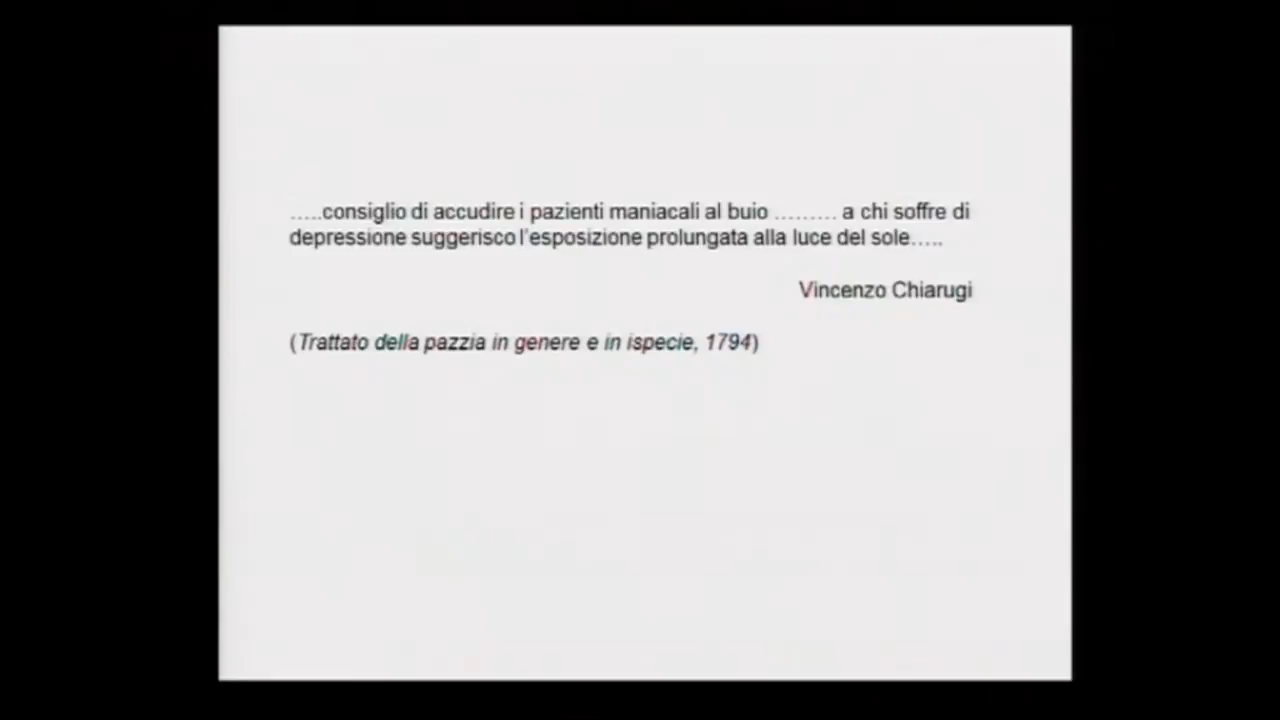 .....consiglio di accudire i pazienti maniacali al buio ......... a chi soffre di
depressione suggerisco l'esposizione prolungata alla luce del sole.....
Vincenzo Chiarugi
(Trattato della pazzia in genere e in ispecie, 1794)